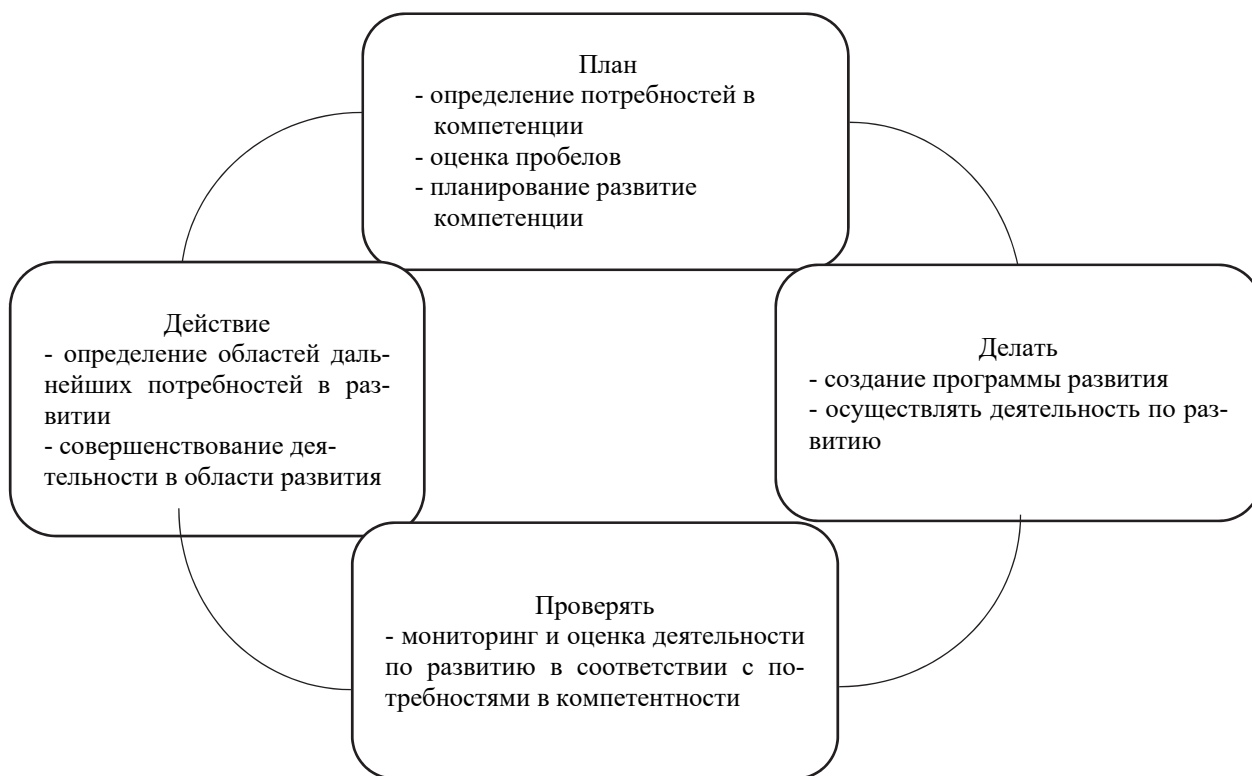 План
- определение потребностей в
компетенции
- оценка пробелов
- планирование развитие
компетенции
Действие
- определение областей даль-
нейших потребностей в раз-
витии
- совершенствование дея-
тельности в области развития
Делать
- создание программы развития
- осуществлять деятельность по раз-
витию
Проверять
- мониторинг и оценка деятельности
по развитию в соответствии с по-
требностями в компетентности